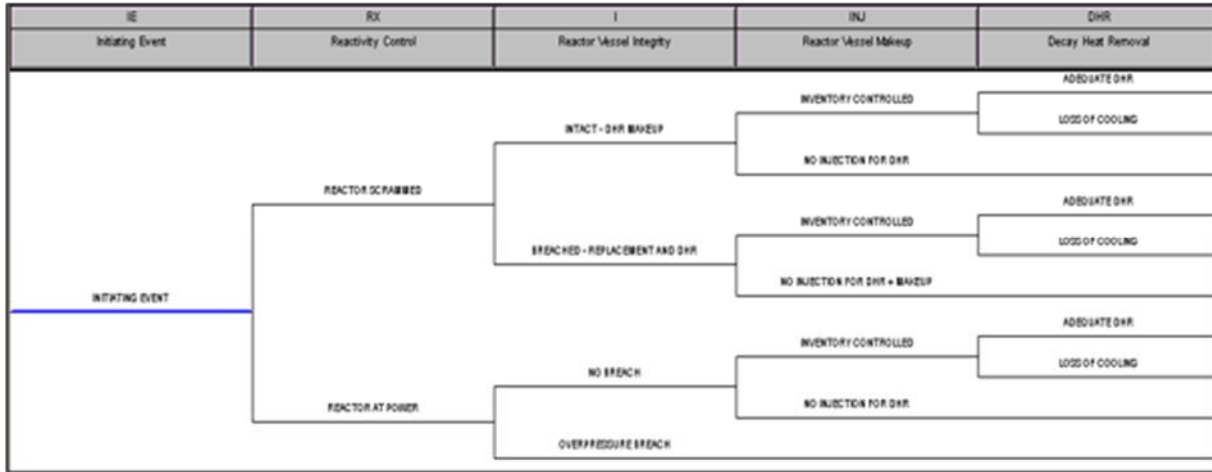 IE RX I INJ DHR
Initiating Event Reactivity Control Reactor Vessel Integrity Reactor Vessel Makeup Decay Heat Removal
ADEQUATE DHR
INVENTORY CONTROLLED
LOSS OF COOLING
INTACT - DHR MAKEUP
NO INJECTION FOR DHR
REACTOR SCRAMMED
ADEQUATE DHR
INVENTORY CONTROLLED
LOSS OF COOLING
BREACHED - REPLACEMENT AND DHR
NO INJECTION FOR DHR + MAKEUP
INITIATING EVENT
ADEQUATE DHR
INVENTORY CONTROLLED
LOSS OF COOLING
NO BREACH
NO INJECTION FOR DHR
REACTOR AT POWER
OVERPRESSURE BREACH